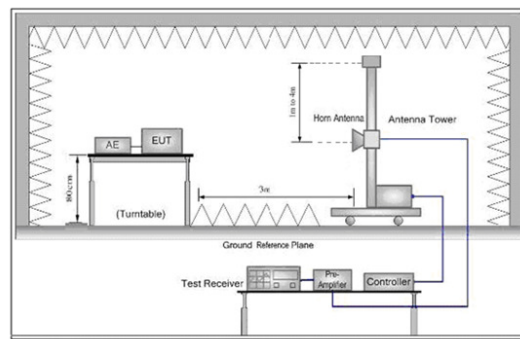 1m to 4m
Horn Antenna
Antenna Tower
AE
EUT
80cm
(Turntable)
3m
Ground Reference Plane
Test Receiver
Pre-
Amplifier
Controller